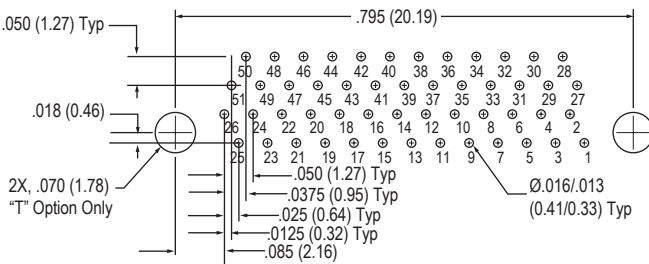 .795 (20.19)
.050 (1.27) Typ
50 48 46 44 42 40 38 36 34 32 30 28
51 49 47 45 43 41 39 37 35 33 31 29 27
.018 (0.46)
26 24 22 20 18 16 14 12 10 8 6 4 2
25 23 21 19 17 15 13 11 9 7 5 3 1
2X, .070 (1.78)
“T” Option Only
.050 (1.27) Typ
.0375 (0.95) Typ
.025 (0.64) Typ
.0125 (0.32) Typ
.085 (2.16)
Ø.016/.013
(0.41/0.33) Typ